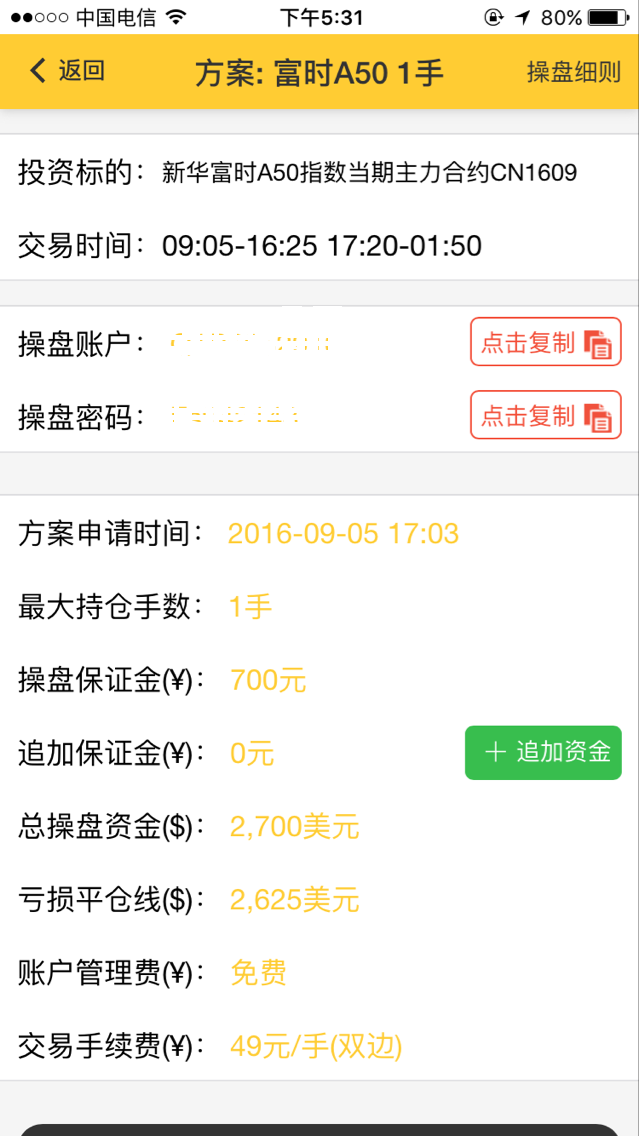 中国电信 下午5:31 80%
返回 方案: 富时A50 1手 操盘细则
投资标的： 新华富时A50指数当期主力合约CN1609
交易时间： 09:05-16:25 17:20-01:50
操盘账户： 点击复制
操盘密码： 点击复制
方案申请时间： 2016-09-05 17:03
最大持仓手数： 1手
操盘保证金(¥)： 700元
追加保证金(¥)： 0元 ＋ 追加资金
总操盘资金($)： 2,700美元
亏损平仓线($)： 2,625美元
账户管理费(¥)： 免费
交易手续费(¥)： 49元/手(双边)